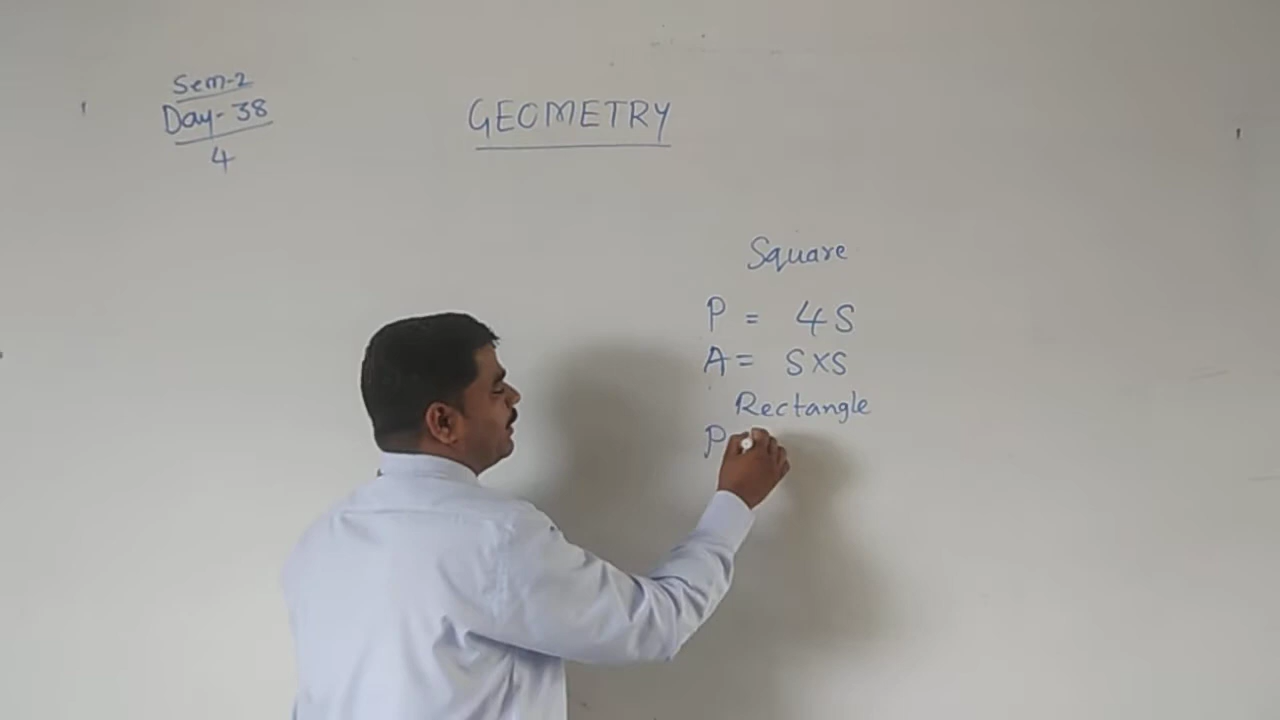 Sem-2
Day-38
4
GEOMETRY
Square
P = 4S
A = S×S
Rectangle
P